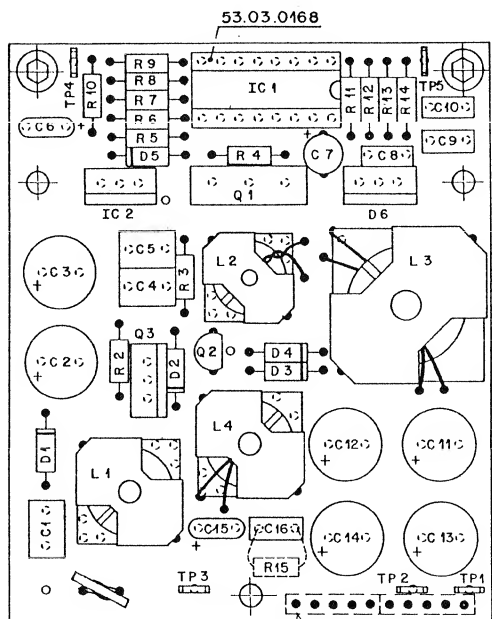 53.03.0168
TP4
R10
R9
R8
R7
R6
R5
D5
IC1
R11
R12
R13
R14
TP5
C10
C6
+
R4
+
C7
C8
C9
IC2
Q1
D6
C3
+
C5
C4
R3
L2
L3
C2
+
R2
Q3
D2
Q2
D4
D3
D1
L4
L1
C12
+
C11
+
C1
C15
+
C16
R15
C14
+
C13
+
TP3
TP2
TP1